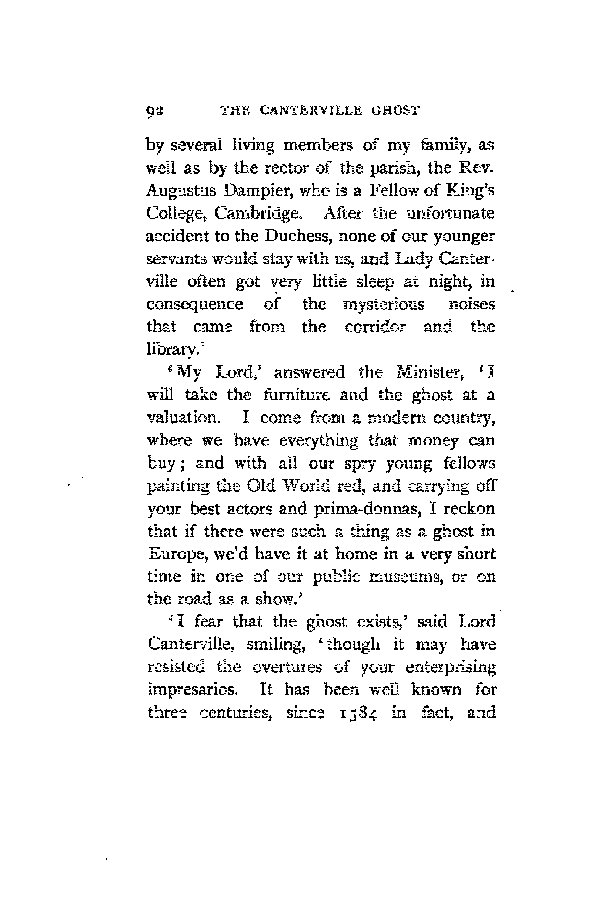 92 THE CANTERVILLE GHOST
by several living members of my family, as
well as by the rector of the parish, the Rev.
Augustus Dampier, who is a Fellow of King's
College, Cambridge. After the unfortunate
accident to the Duchess, none of our younger
servants would stay with us, and Lady Canter-
ville often got very little sleep at night, in
consequence of the mysterious noises
that came from the corridor and the
library.'
'My Lord,' answered the Minister, 'I
will take the furniture and the ghost at a
valuation. I come from a modern country,
where we have everything that money can
buy; and with all our spry young fellows
painting the Old World red, and carrying off
your best actors and prima-donnas, I reckon
that if there were such a thing as a ghost in
Europe, we'd have it at home in a very short
time in one of our public museums, or on
the road as a show.'
'I fear that the ghost exists,' said Lord
Canterville, smiling, 'though it may have
resisted the overtures of your enterprising
impresarios. It has been well known for
three centuries, since 1584 in fact, and